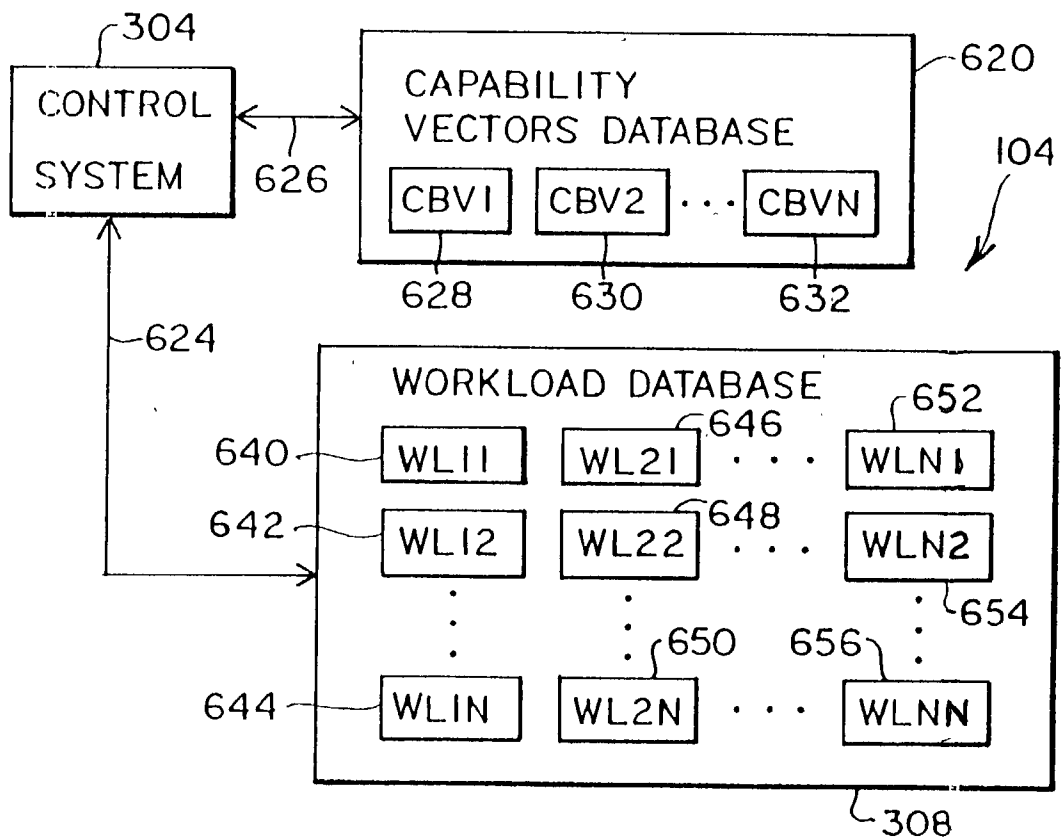 304
CONTROL
SYSTEM
626
CAPABILITY
VECTORS DATABASE
CBV1 CBV2 ... CBVN
628 630 632
620
104
624
WORKLOAD DATABASE
646 652
640 WL11 WL21 ... WLN1
648
642 WL12 WL22 ... WLN2
654
650 656
644 WL1N WL2N ... WLNN
308